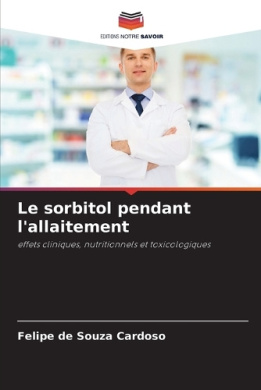 EDITIONS NOTRE SAVOIR
Le sorbitol pendant
l'allaitement
effets cliniques, nutritionnels et toxicologiques
Felipe de Souza Cardoso